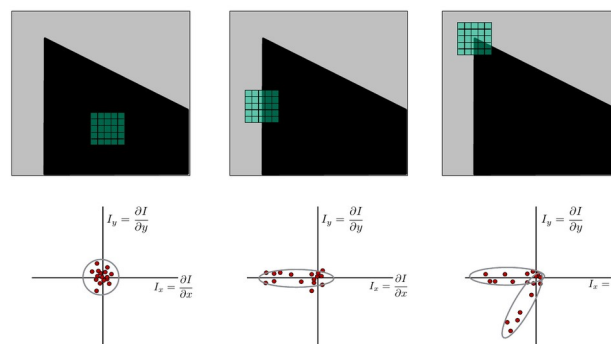 I_y = ∂I/∂y
I_x = ∂I/∂x
I_y = ∂I/∂y
I_x = ∂I/∂x
I_y = ∂I/∂y
I_x =